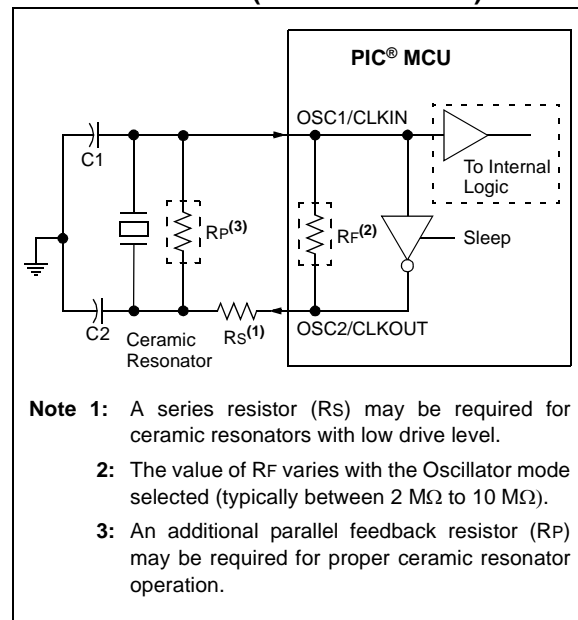 PIC® MCU
OSC1/CLKIN
C1
To Internal
Logic
RP(3)
RF(2)
Sleep
C2
Ceramic
Resonator
RS(1)
OSC2/CLKOUT
Note 1: A series resistor (RS) may be required for
ceramic resonators with low drive level.
2: The value of RF varies with the Oscillator mode
selected (typically between 2 MΩ to 10 MΩ).
3: An additional parallel feedback resistor (RP)
may be required for proper ceramic resonator
operation.